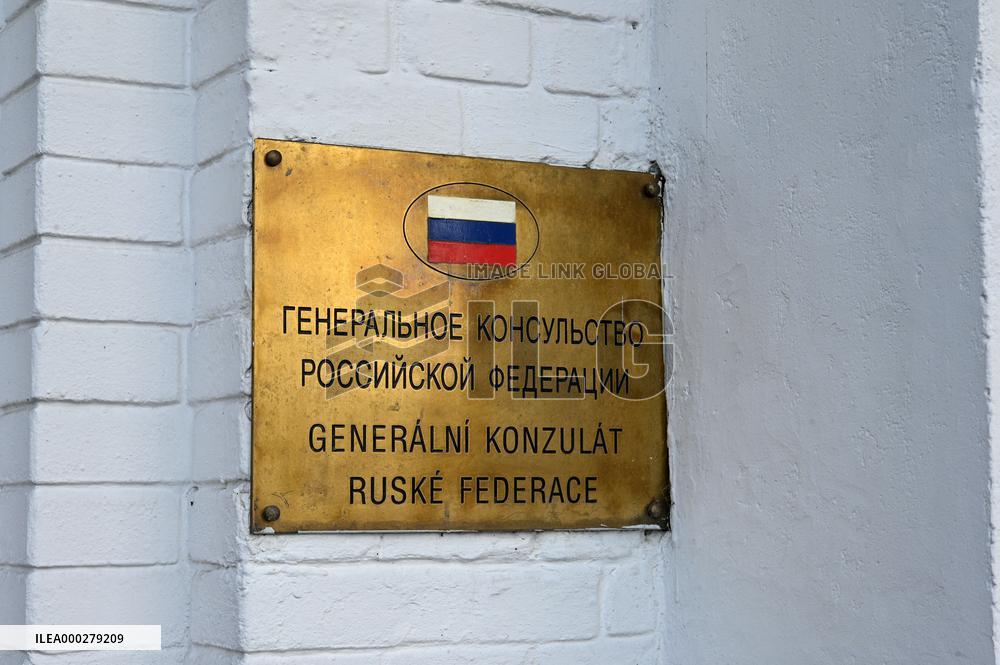 IMAGE LINK GLOBAL
ILG
ГЕНЕРАЛЬНОЕ КОНСУЛЬСТВО
РОССИЙСКОЙ ФЕДЕРАЦИИ
GENERÁLNÍ KONZULÁT
RUSKÉ FEDERACE
ILEA000279209